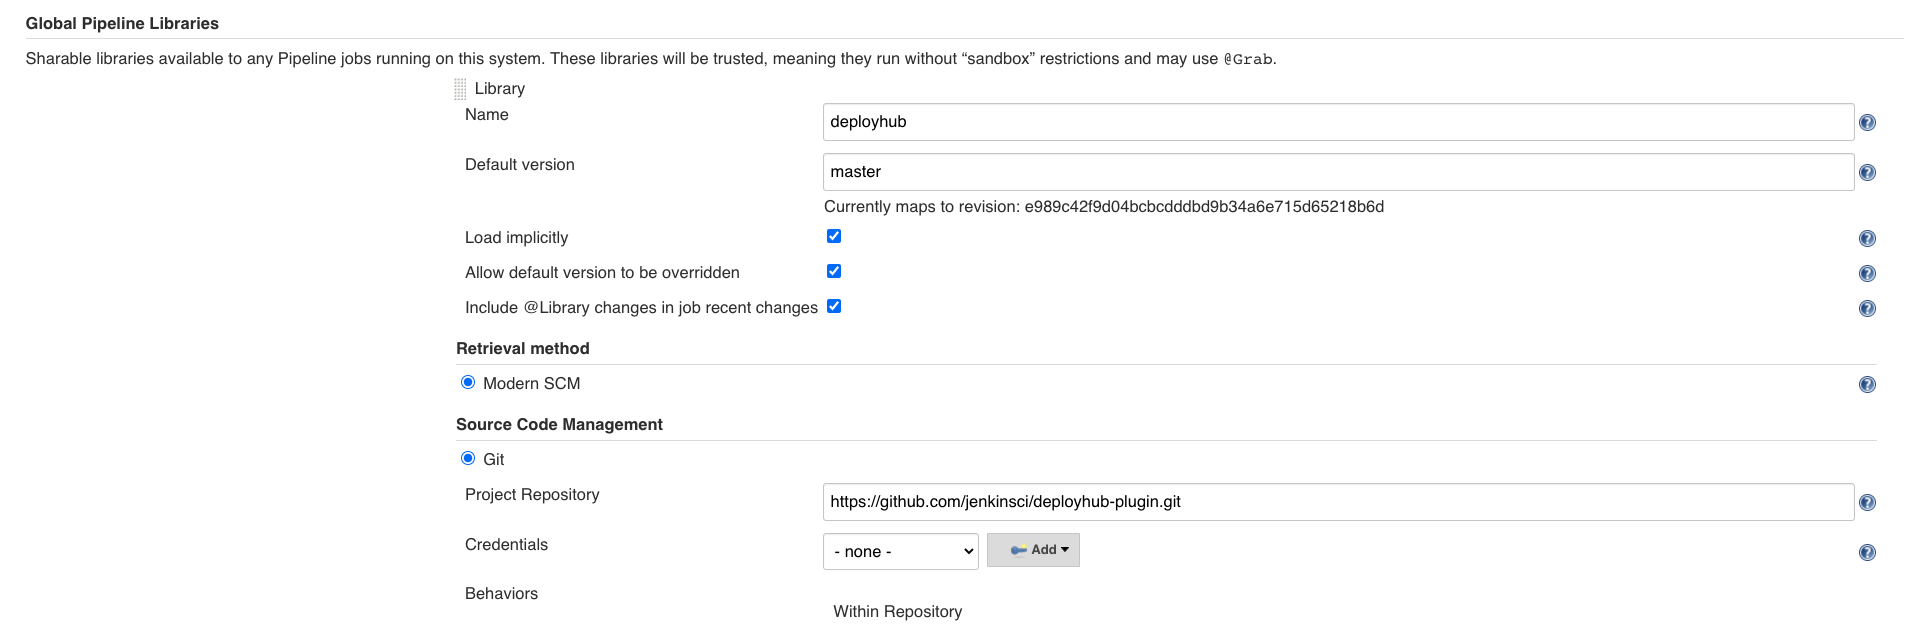 Global Pipeline Libraries
Sharable libraries available to any Pipeline jobs running on this system. These libraries will be trusted, meaning they run without “sandbox” restrictions and may use @Grab.
Library
Name
deployhub
Default version
master
Currently maps to revision: e989c42f9d04bcbcdddbd9b34a6e715d65218b6d
Load implicitly
Allow default version to be overridden
Include @Library changes in job recent changes
Retrieval method
Modern SCM
Source Code Management
Git
Project Repository
https://github.com/jenkinsci/deployhub-plugin.git
Credentials
- none -
Add
Behaviors
Within Repository